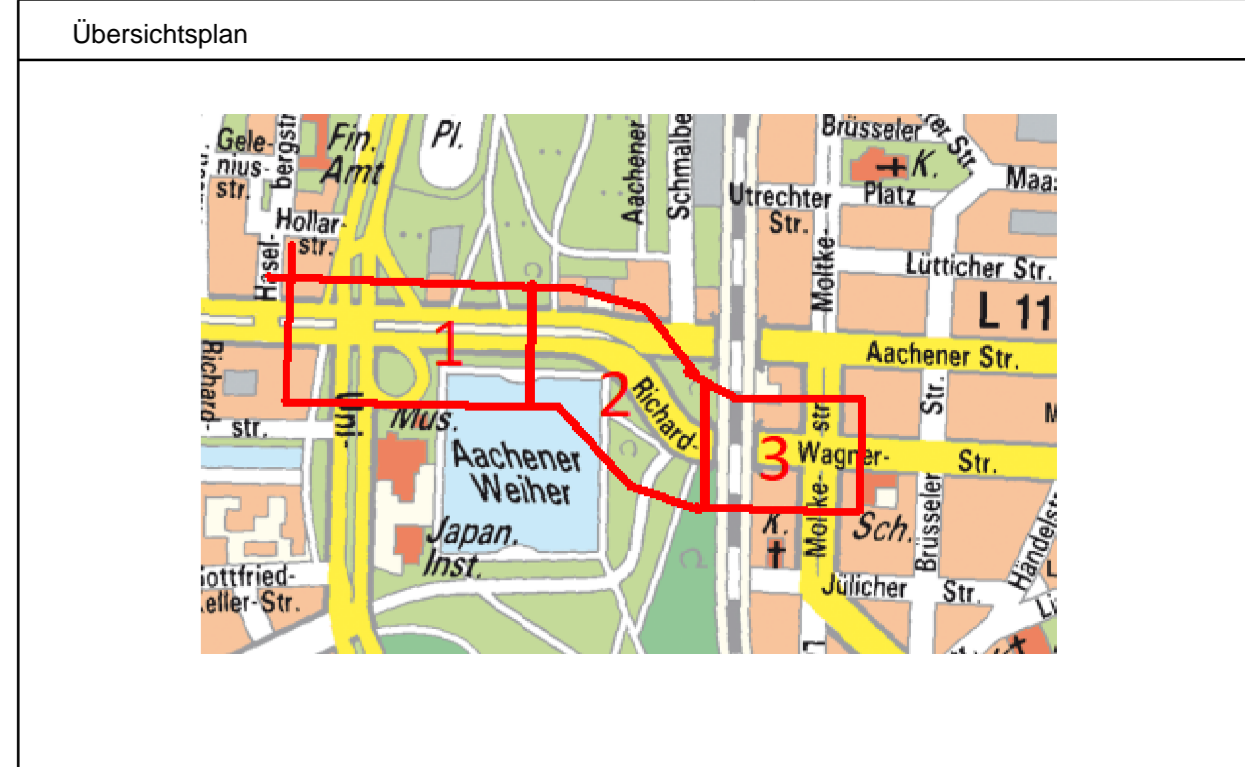 Übersichtsplan
Gele-
nius-
str.
bergstr
Fin.
Amt
Pl.
Aachener
Schmalbe
Brüsseler
Platz
K.
Str.
Maa
Utrechter
Str.
Hollar-
str.
Hasel-
Moltke-
str
Lütticher Str.
L 11
Aachener Str.
1
2
3
Richard-
str.
Uni-
Mus.
Aachener
Weiher
Richard-
Wagner-
Str.
Str.
Brüsseler
Moltke-
K.
Sch.
Japan.
Inst.
ottfried-
eller-Str.
Jülicher
Str.
Händelst